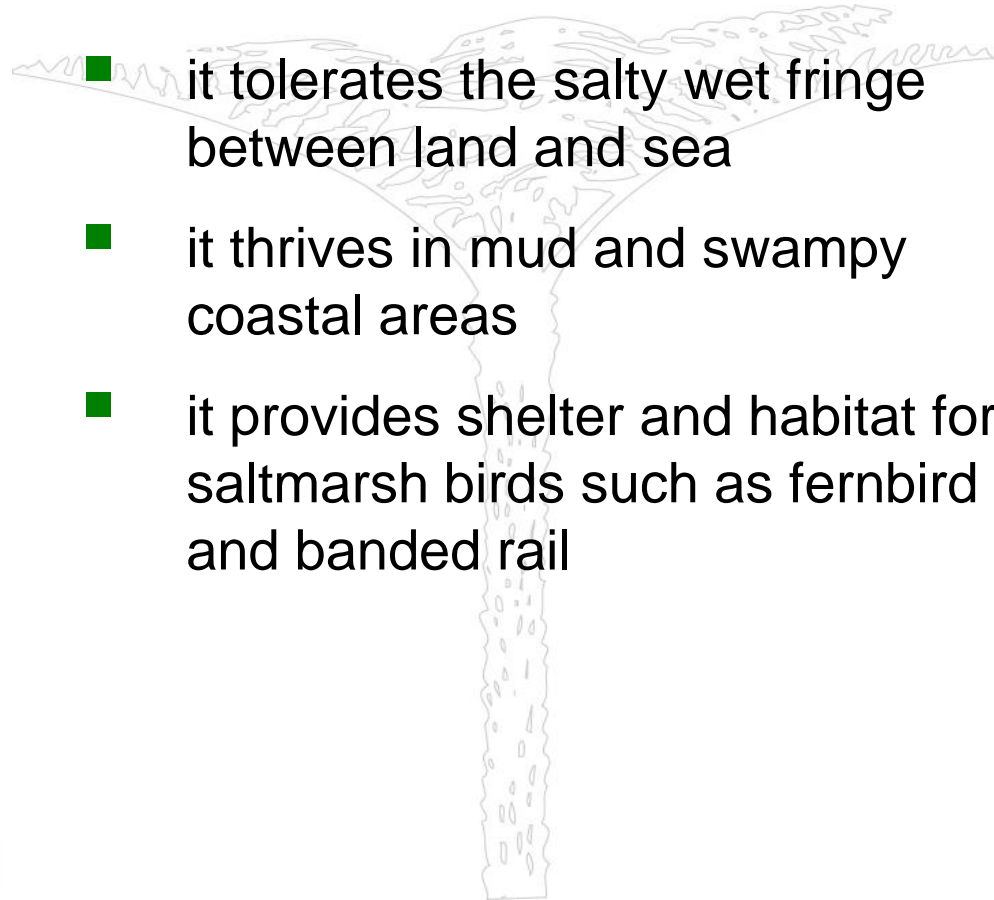 it tolerates the salty wet fringe
between land and sea
it thrives in mud and swampy
coastal areas
it provides shelter and habitat for
saltmarsh birds such as fernbird
and banded rail